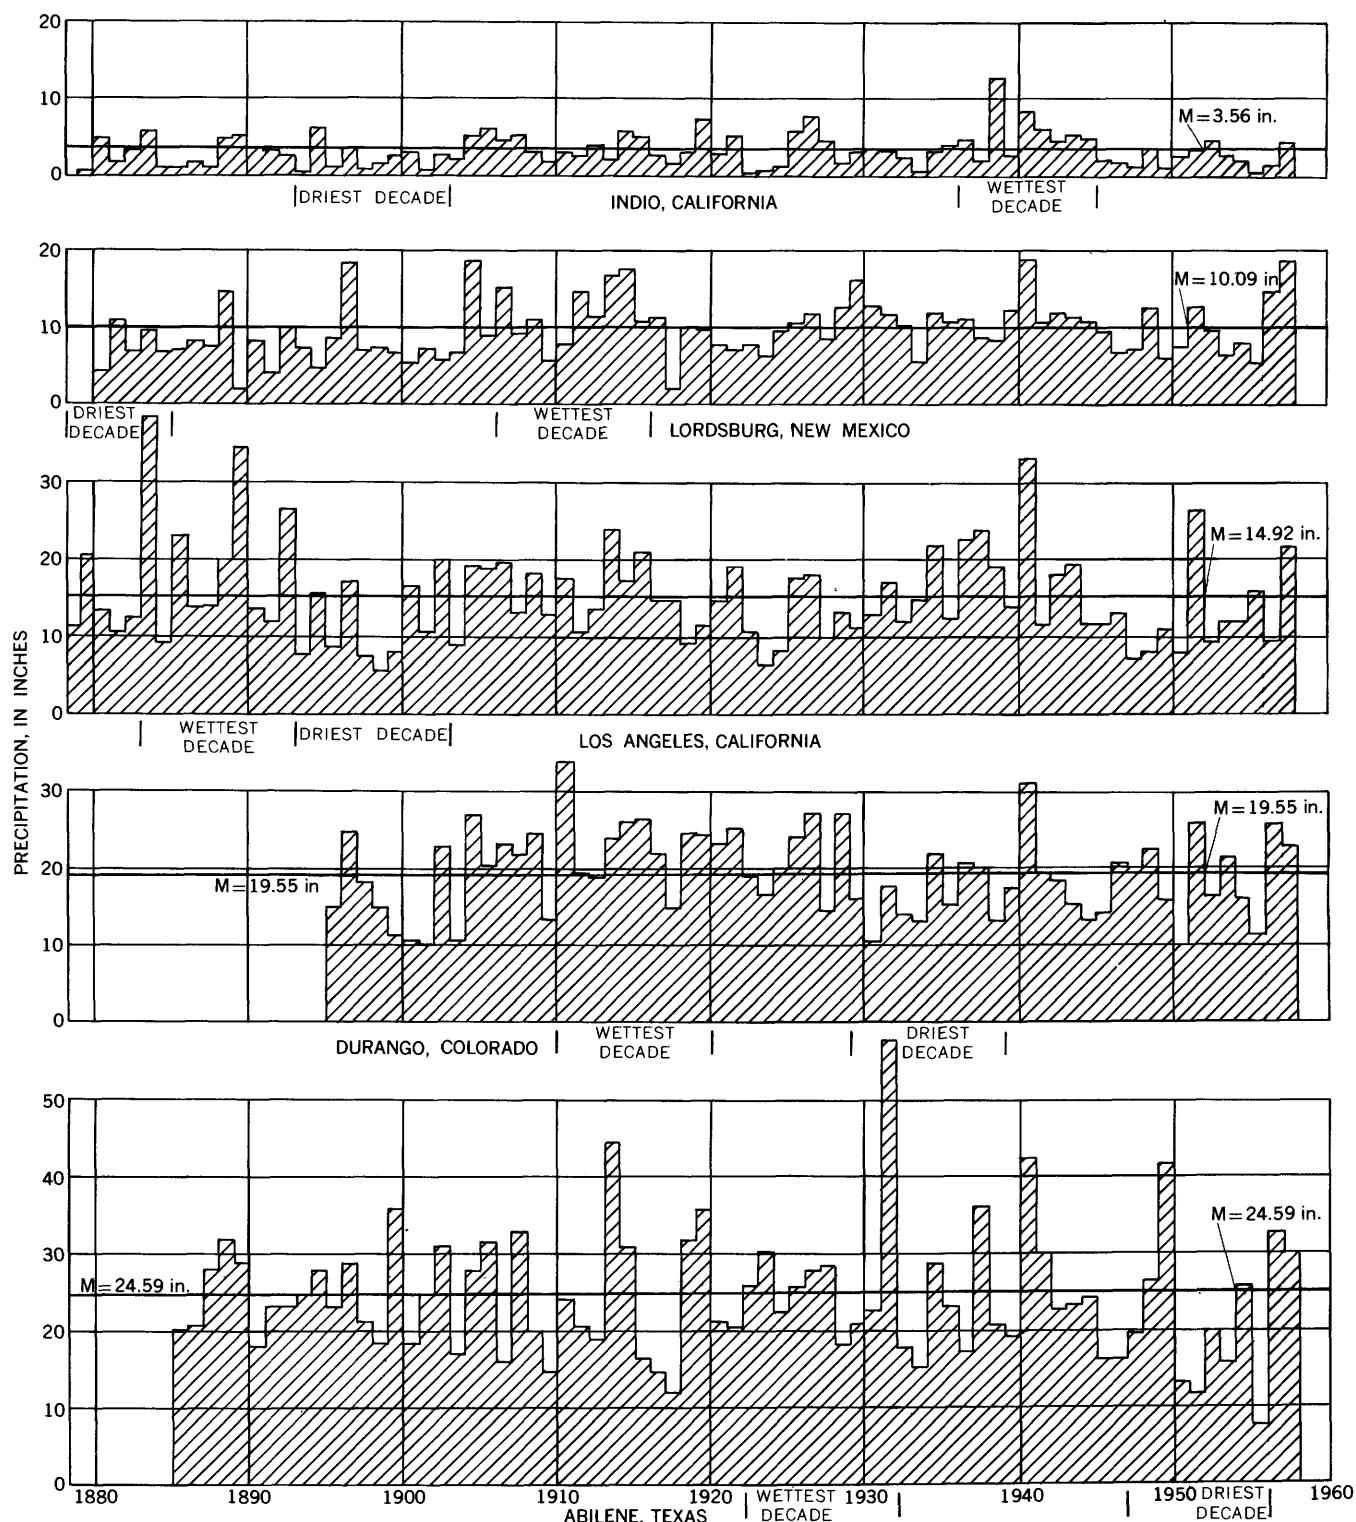 PRECIPITATION, IN INCHES
20
10
0
M=3.56 in.
DRIEST DECADE
INDIO, CALIFORNIA
WETTEST
DECADE
20
10
0
M=10.09 in
DRIEST
DECADE
WETTEST
DECADE
LORDSBURG, NEW MEXICO
30
20
10
0
M=14.92 in.
WETTEST
DECADE
DRIEST DECADE
LOS ANGELES, CALIFORNIA
30
20
10
0
M=19.55 in
M=19.55 in.
DURANGO, COLORADO
WETTEST
DECADE
DRIEST
DECADE
50
40
30
20
10
0
M=24.59 in.
M=24.59 in.
1880 1890 1900 1910 1920 1930 1940 1950 1960
ABILENE, TEXAS
WETTEST
DECADE
DRIEST
DECADE